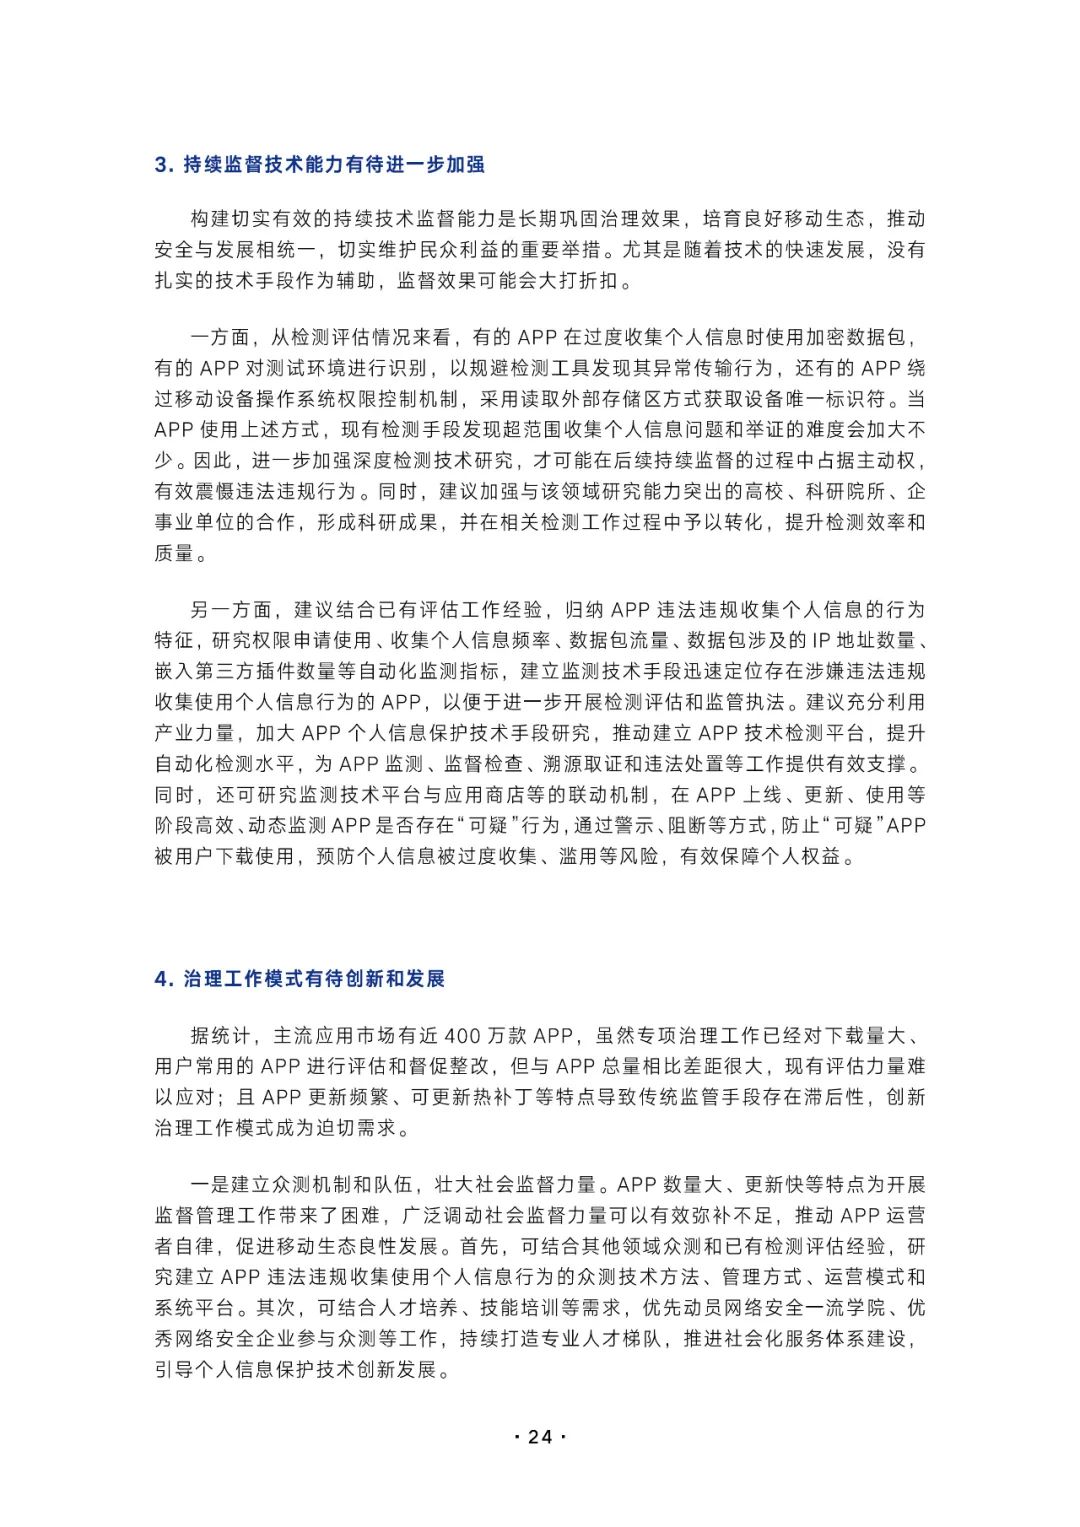 3. 持续监督技术能力有待进一步加强
构建切实有效的持续技术监督能力是长期巩固治理效果，培育良好移动生态，推动
安全与发展相统一，切实维护民众利益的重要举措。尤其是随着技术的快速发展，没有
扎实的技术手段作为辅助，监督效果可能会大打折扣。
一方面，从检测评估情况来看，有的 APP 在过度收集个人信息时使用加密数据包，
有的 APP 对测试环境进行识别，以规避检测工具发现其异常传输行为，还有的 APP 绕
过移动设备操作系统权限控制机制，采用读取外部存储区方式获取设备唯一标识符。当
APP 使用上述方式，现有检测手段发现超范围收集个人信息问题和举证的难度会加大不
少。因此，进一步加强深度检测技术研究，才可能在后续持续监督的过程中占据主动权，
有效震慑违法违规行为。同时，建议加强与该领域研究能力突出的高校、科研院所、企
事业单位的合作，形成科研成果，并在相关检测工作过程中予以转化，提升检测效率和
质量。
另一方面，建议结合已有评估工作经验，归纳 APP 违法违规收集个人信息的行为
特征，研究权限申请使用、收集个人信息频率、数据包流量、数据包涉及的 IP 地址数量、
嵌入第三方插件数量等自动化监测指标，建立监测技术手段迅速定位存在涉嫌违法违规
收集使用个人信息行为的 APP，以便于进一步开展检测评估和监管执法。建议充分利用
产业力量，加大 APP 个人信息保护技术手段研究，推动建立 APP 技术检测平台，提升
自动化检测水平，为 APP 监测、监督检查、溯源取证和违法处置等工作提供有效支撑。
同时，还可研究监测技术平台与应用商店等的联动机制，在 APP 上线、更新、使用等
阶段高效、动态监测 APP 是否存在“可疑”行为，通过警示、阻断等方式，防止“可疑”APP
被用户下载使用，预防个人信息被过度收集、滥用等风险，有效保障个人权益。
4. 治理工作模式有待创新和发展
据统计，主流应用市场有近 400 万款 APP，虽然专项治理工作已经对下载量大、
用户常用的 APP 进行评估和督促整改，但与 APP 总量相比差距很大，现有评估力量难
以应对；且 APP 更新频繁、可更新热补丁等特点导致传统监管手段存在滞后性，创新
治理工作模式成为迫切需求。
一是建立众测机制和队伍，壮大社会监督力量。APP 数量大、更新快等特点为开展
监督管理工作带来了困难，广泛调动社会监督力量可以有效弥补不足，推动 APP 运营
者自律，促进移动生态良性发展。首先，可结合其他领域众测和已有检测评估经验，研
究建立 APP 违法违规收集使用个人信息行为的众测技术方法、管理方式、运营模式和
系统平台。其次，可结合人才培养、技能培训等需求，优先动员网络安全一流学院、优
秀网络安全企业参与众测等工作，持续打造专业人才梯队，推进社会化服务体系建设，
引导个人信息保护技术创新发展。
· 24 ·